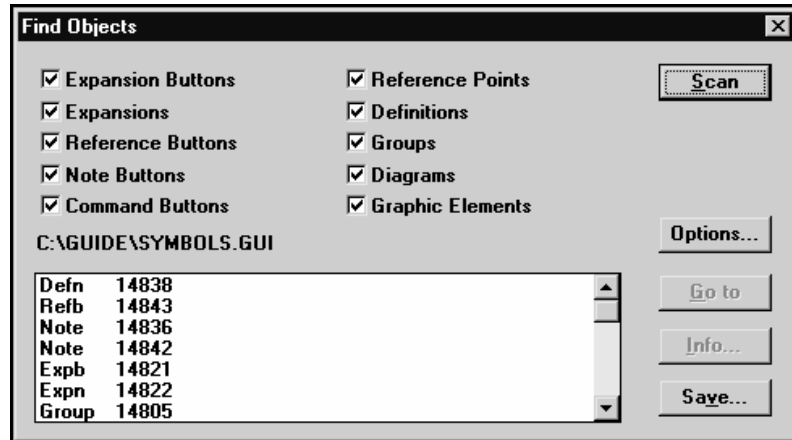 Find Objects
Expansion Buttons
Expansions
Reference Buttons
Note Buttons
Command Buttons
Reference Points
Definitions
Groups
Diagrams
Graphic Elements
Scan
C:\GUIDE\SYMBOLS.GUI
Options...
Defn 14838
Refb 14843
Note 14836
Note 14842
Expb 14821
Expn 14822
Group 14805
Go to
Info...
Save...